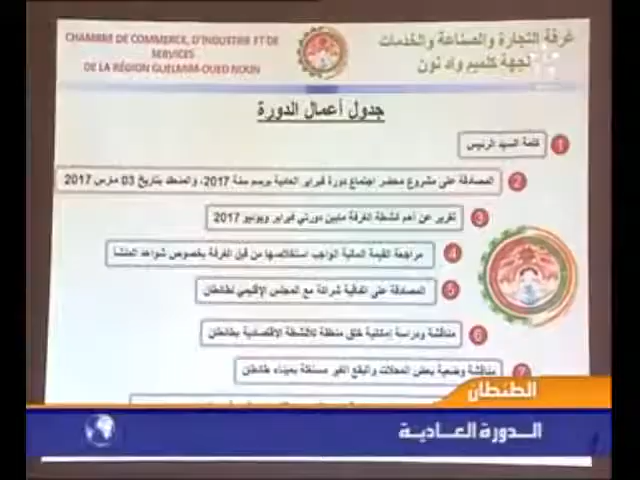 CHAMBRE DE COMMERCE, D'INDUSTRIE ET DE
SERVICES
DE LA RÉGION GUELMIM-OUED NOUN
غرفة التجارة والصناعة والخدمات
لجهة كلميم واد نون
جدول أعمال الدورة
1 كلمة السيد الرئيس
2 المصادقة على مشروع محضر اجتماع دورة فبراير العادية برسم سنة 2017، والمنعقد بتاريخ 03 مارس 2017
3 تقرير عن أهم أنشطة الغرفة مابين دورتي فبراير ويونيو 2017
4 مراجعة القيمة المالية الواجب استخلاصها من قبل الغرفة بخصوص شواهد المنشأ
5 المصادقة على اتفاقية شراكة مع المجلس الإقليمي لطانطان
6 مناقشة ودراسة إمكانية خلق منطقة للأنشطة الاقتصادية بطانطان
7 مناقشة وضعية بعض المحلات والبقع الغير مستغلة بميناء طانطان
الطنطان
الدورة العادية